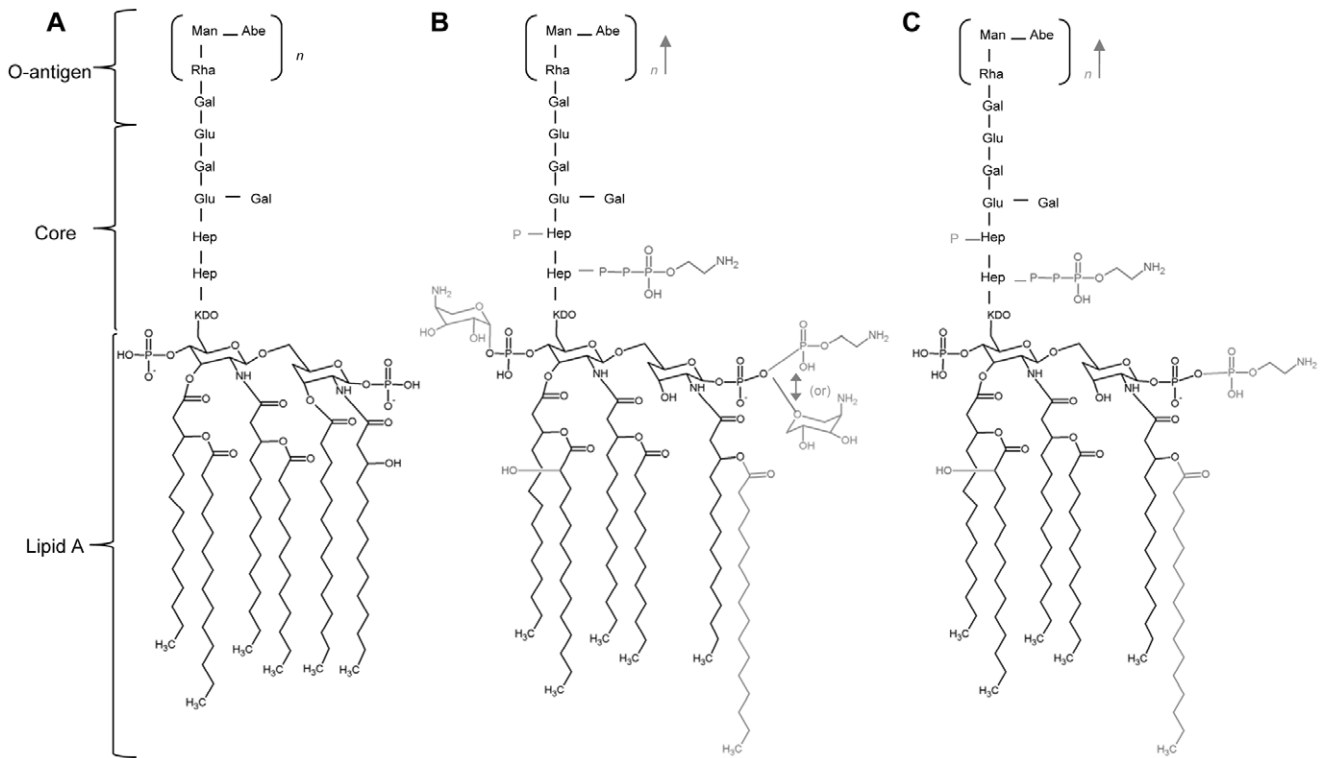 A
B
C
O-antigen
Core
Lipid A
Man — Abe
n
Rha
Gal
Glu
Gal
Glu — Gal
Hep
Hep
KDO
O
HO P O
O-
O
O
O
NH
O
O
NH
O
P OH
O-
O
O
O
O
O
O
O
O
O
OH
H3C
H3C
H3C
H3C
H3C
H3C
Man — Abe
n
Rha
Gal
Glu
Gal
Glu — Gal
P — Hep
Hep — P—P—P O NH2
O
OH
KDO
NH2
O
HO
OH
O
O
P O
HO
O
O
O
NH
O
O
HO
NH
O
O
P O
O-
O
P O NH2
OH
(or)
O
NH2
OH
OH
O
O
O
O
O
O
O
O
O
HO
H3C
H3C
H3C
H3C
H3C
H3C
Man — Abe
n
Rha
Gal
Glu
Gal
Glu — Gal
P — Hep
Hep — P—P—P O NH2
O
OH
KDO
O
HO P O
HO
O
O
O
NH
O
O
OH
NH
O
O
P O
O-
O
P O NH2
OH
O
O
O
O
O
O
O
O
O
HO
H3C
H3C
H3C
H3C
H3C
H3C